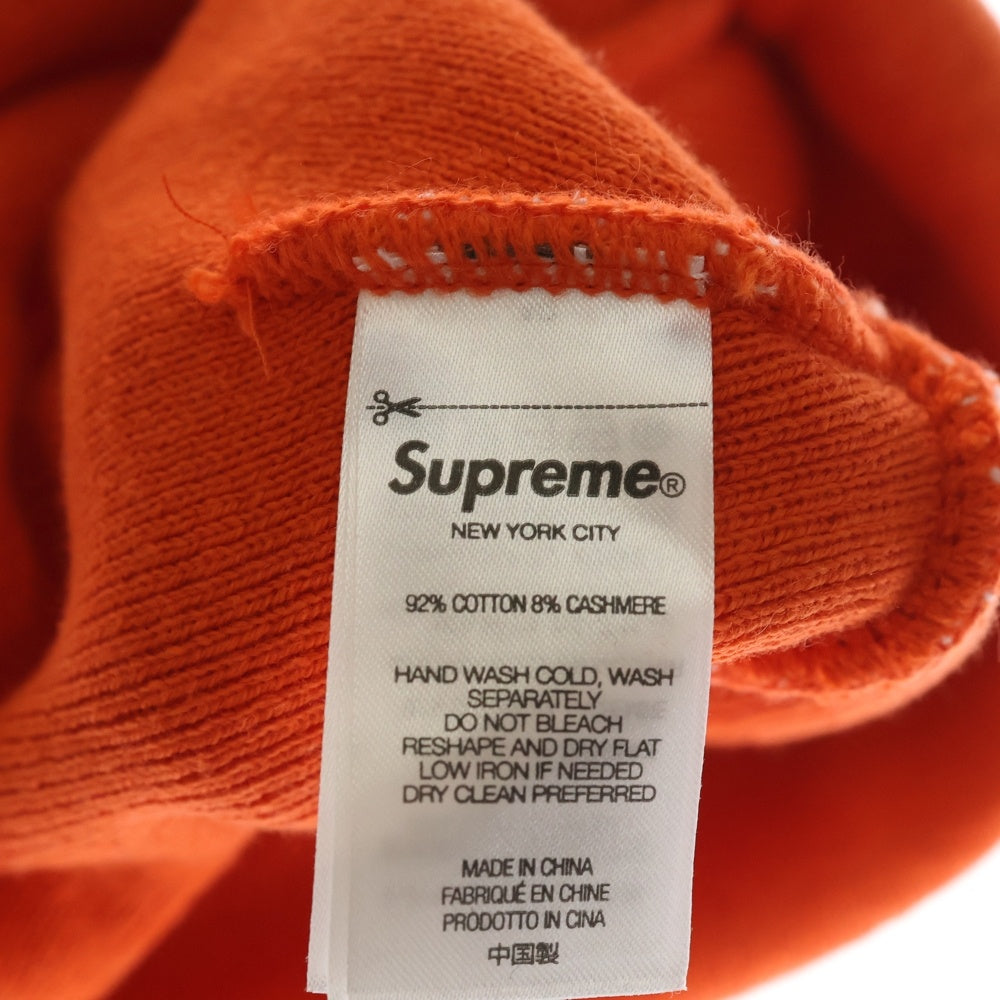 Supreme®
NEW YORK CITY
92% COTTON 8% CASHMERE
HAND WASH COLD, WASH
SEPARATELY
DO NOT BLEACH
RESHAPE AND DRY FLAT
LOW IRON IF NEEDED
DRY CLEAN PREFERRED
MADE IN CHINA
FABRIQUÉ EN CHINE
PRODOTTO IN CINA
中国製